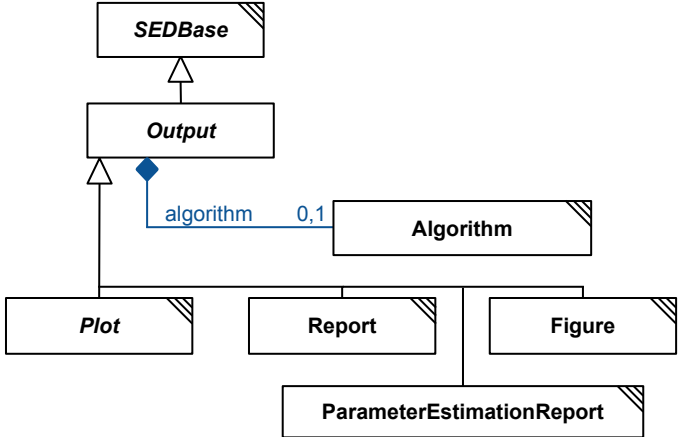 SEDBase
Output
algorithm 0,1
Algorithm
Plot
Report
Figure
ParameterEstimationReport